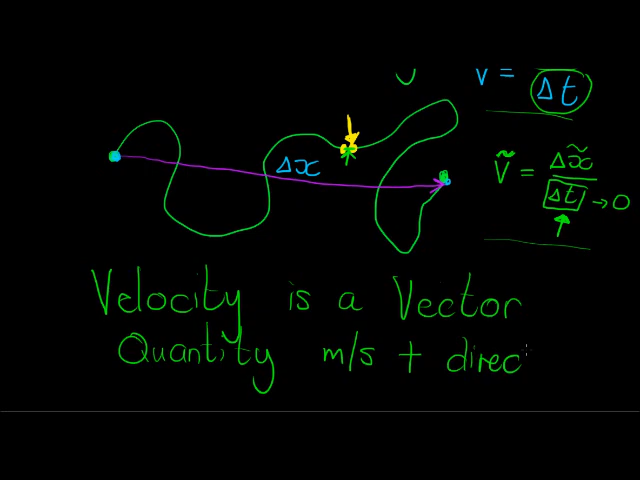 v = Δt
Δx
ṽ = Δx̃ / Δt → 0
Velocity is a Vector
Quantity m/s + direc